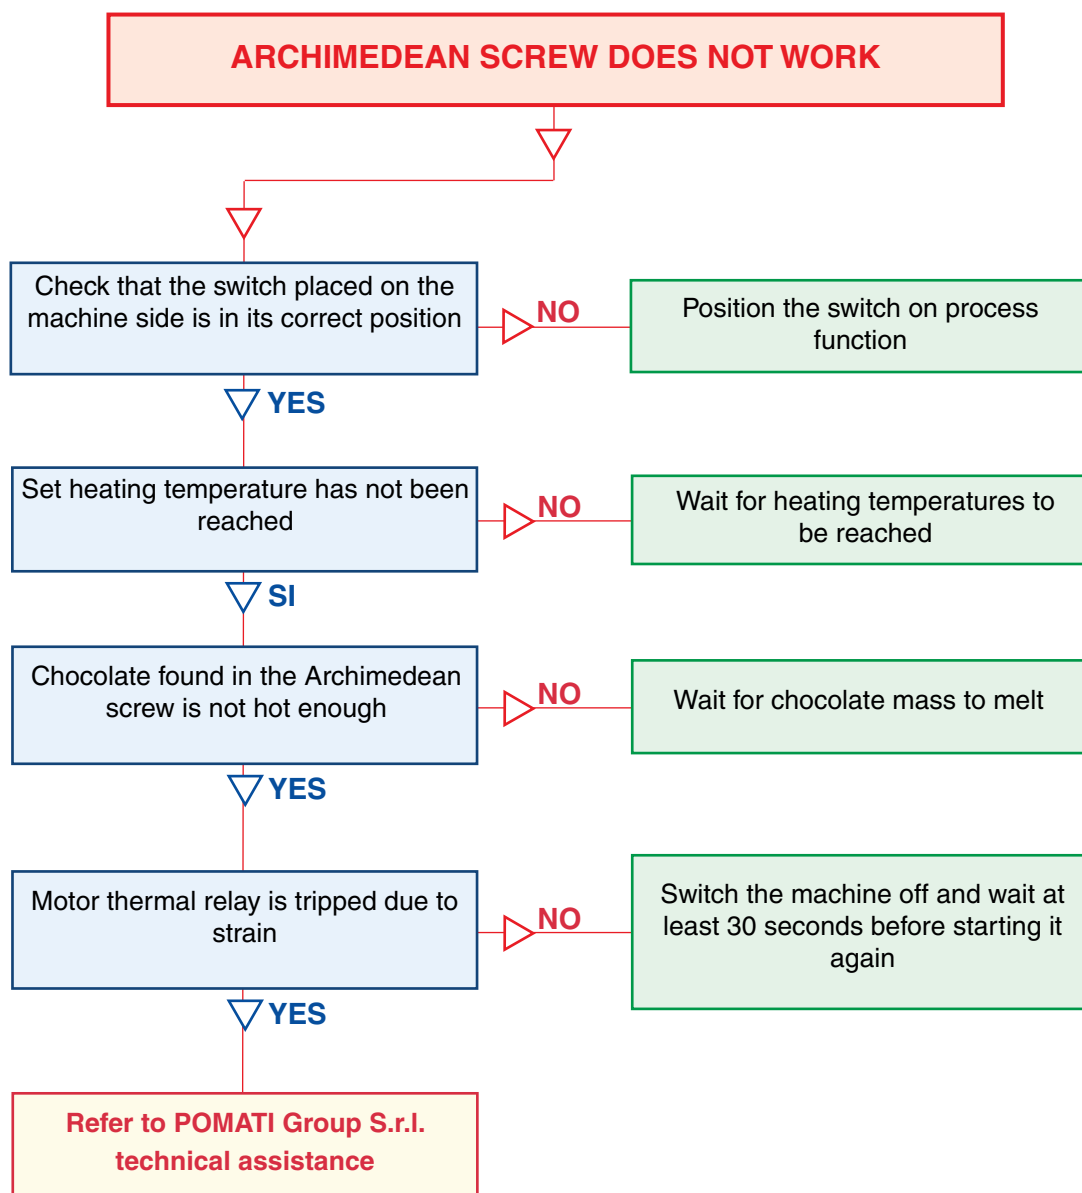 ARCHIMEDEAN SCREW DOES NOT WORK
Check that the switch placed on the
machine side is in its correct position
NO
Position the switch on process
function
YES
Set heating temperature has not been
reached
NO
Wait for heating temperatures to
be reached
SI
Chocolate found in the Archimedean
screw is not hot enough
NO
Wait for chocolate mass to melt
YES
Motor thermal relay is tripped due to
strain
NO
Switch the machine off and wait at
least 30 seconds before starting it
again
YES
Refer to POMATI Group S.r.l.
technical assistance